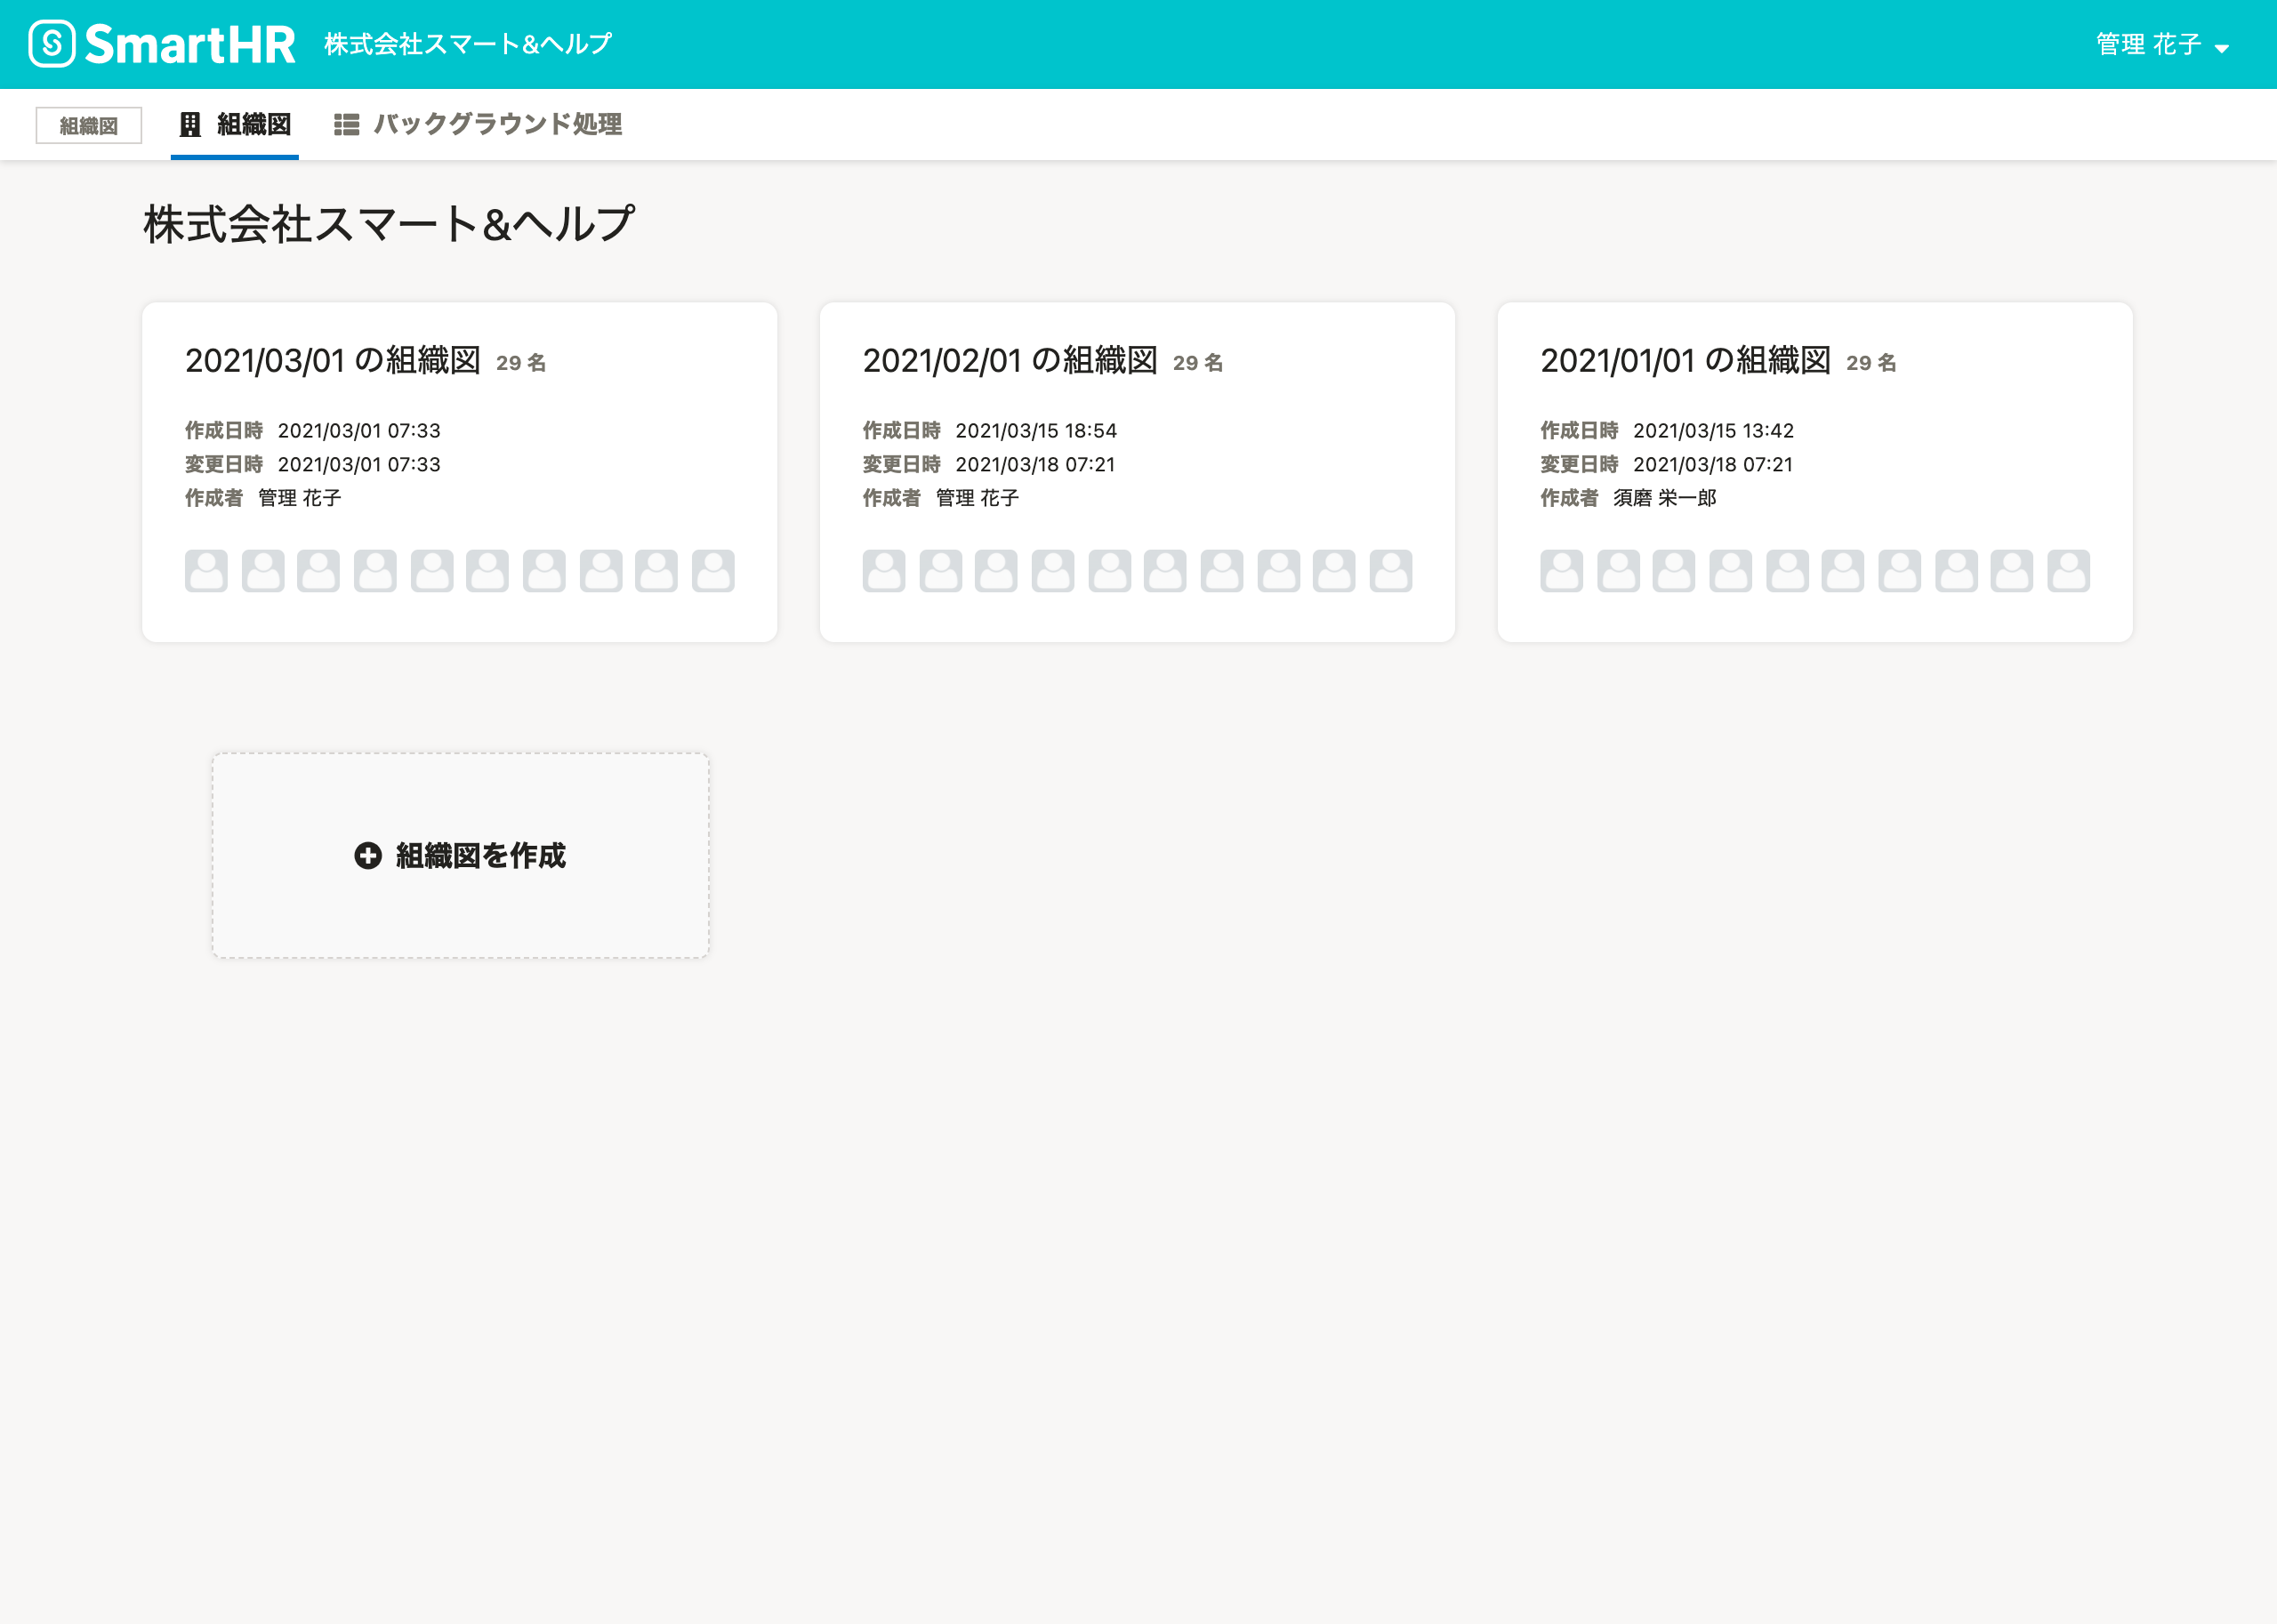 SmartHR 株式会社スマート&ヘルプ 管理 花子
組織図 組織図 バックグラウンド処理
株式会社スマート&ヘルプ
2021/03/01 の組織図 29 名
作成日時 2021/03/01 07:33
変更日時 2021/03/01 07:33
作成者 管理 花子
2021/02/01 の組織図 29 名
作成日時 2021/03/15 18:54
変更日時 2021/03/18 07:21
作成者 管理 花子
2021/01/01 の組織図 29 名
作成日時 2021/03/15 13:42
変更日時 2021/03/18 07:21
作成者 須磨 栄一郎
組織図を作成